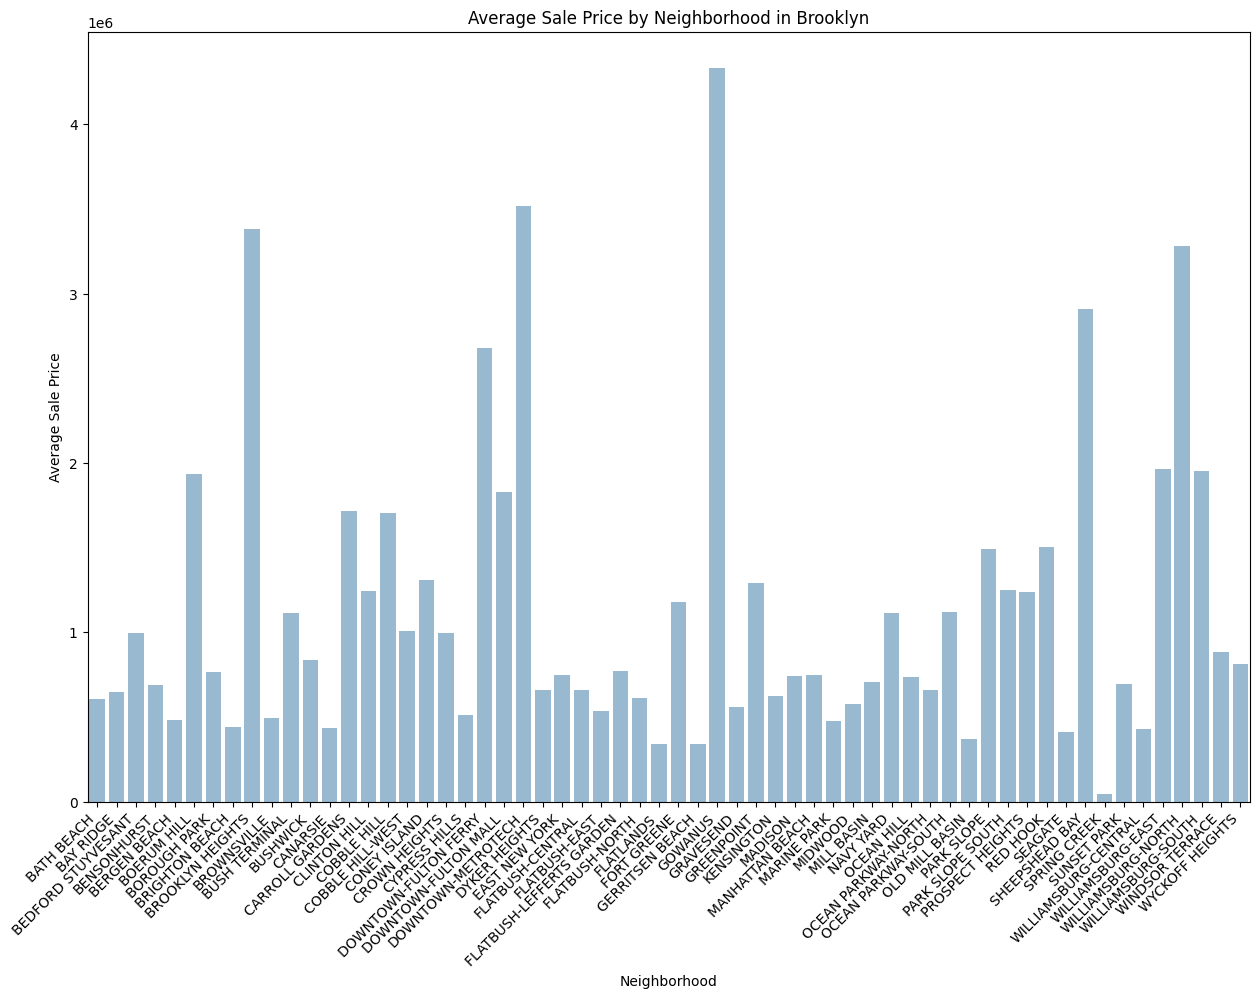 Average Sale Price by Neighborhood in Brooklyn
1e6
4
3
2
1
0
Average Sale Price
BATH BEACH
BAY RIDGE
BEDFORD STUYVESANT
BENSONHURST
BERGEN BEACH
BOERUM HILL
BOROUGH PARK
BRIGHTON BEACH
BROOKLYN HEIGHTS
BROWNSVILLE
BUSH TERMINAL
BUSHWICK
CANARSIE
CARROLL GARDENS
CLINTON HILL
COBBLE HILL
COBBLE HILL-WEST
CONEY ISLAND
CROWN HEIGHTS
CYPRESS HILLS
DOWNTOWN-FULTON FERRY
DOWNTOWN-FULTON MALL
DOWNTOWN-METROTECH
DYKER HEIGHTS
EAST NEW YORK
FLATBUSH-CENTRAL
FLATBUSH-EAST
FLATBUSH-LEFFERTS GARDEN
FLATBUSH-NORTH
FLATLANDS
FORT GREENE
GERRITSEN BEACH
GOWANUS
GRAVESEND
GREENPOINT
KENSINGTON
MADISON
MANHATTAN BEACH
MARINE PARK
MIDWOOD
MILL BASIN
NAVY YARD
OCEAN HILL
OCEAN PARKWAY-NORTH
OCEAN PARKWAY-SOUTH
OLD MILL BASIN
PARK SLOPE
PARK SLOPE SOUTH
PROSPECT HEIGHTS
RED HOOK
SEAGATE
SHEEPSHEAD BAY
SPRING CREEK
SUNSET PARK
WILLIAMSBURG-CENTRAL
WILLIAMSBURG-EAST
WILLIAMSBURG-NORTH
WILLIAMSBURG-SOUTH
WINDSOR TERRACE
WYCKOFF HEIGHTS
Neighborhood